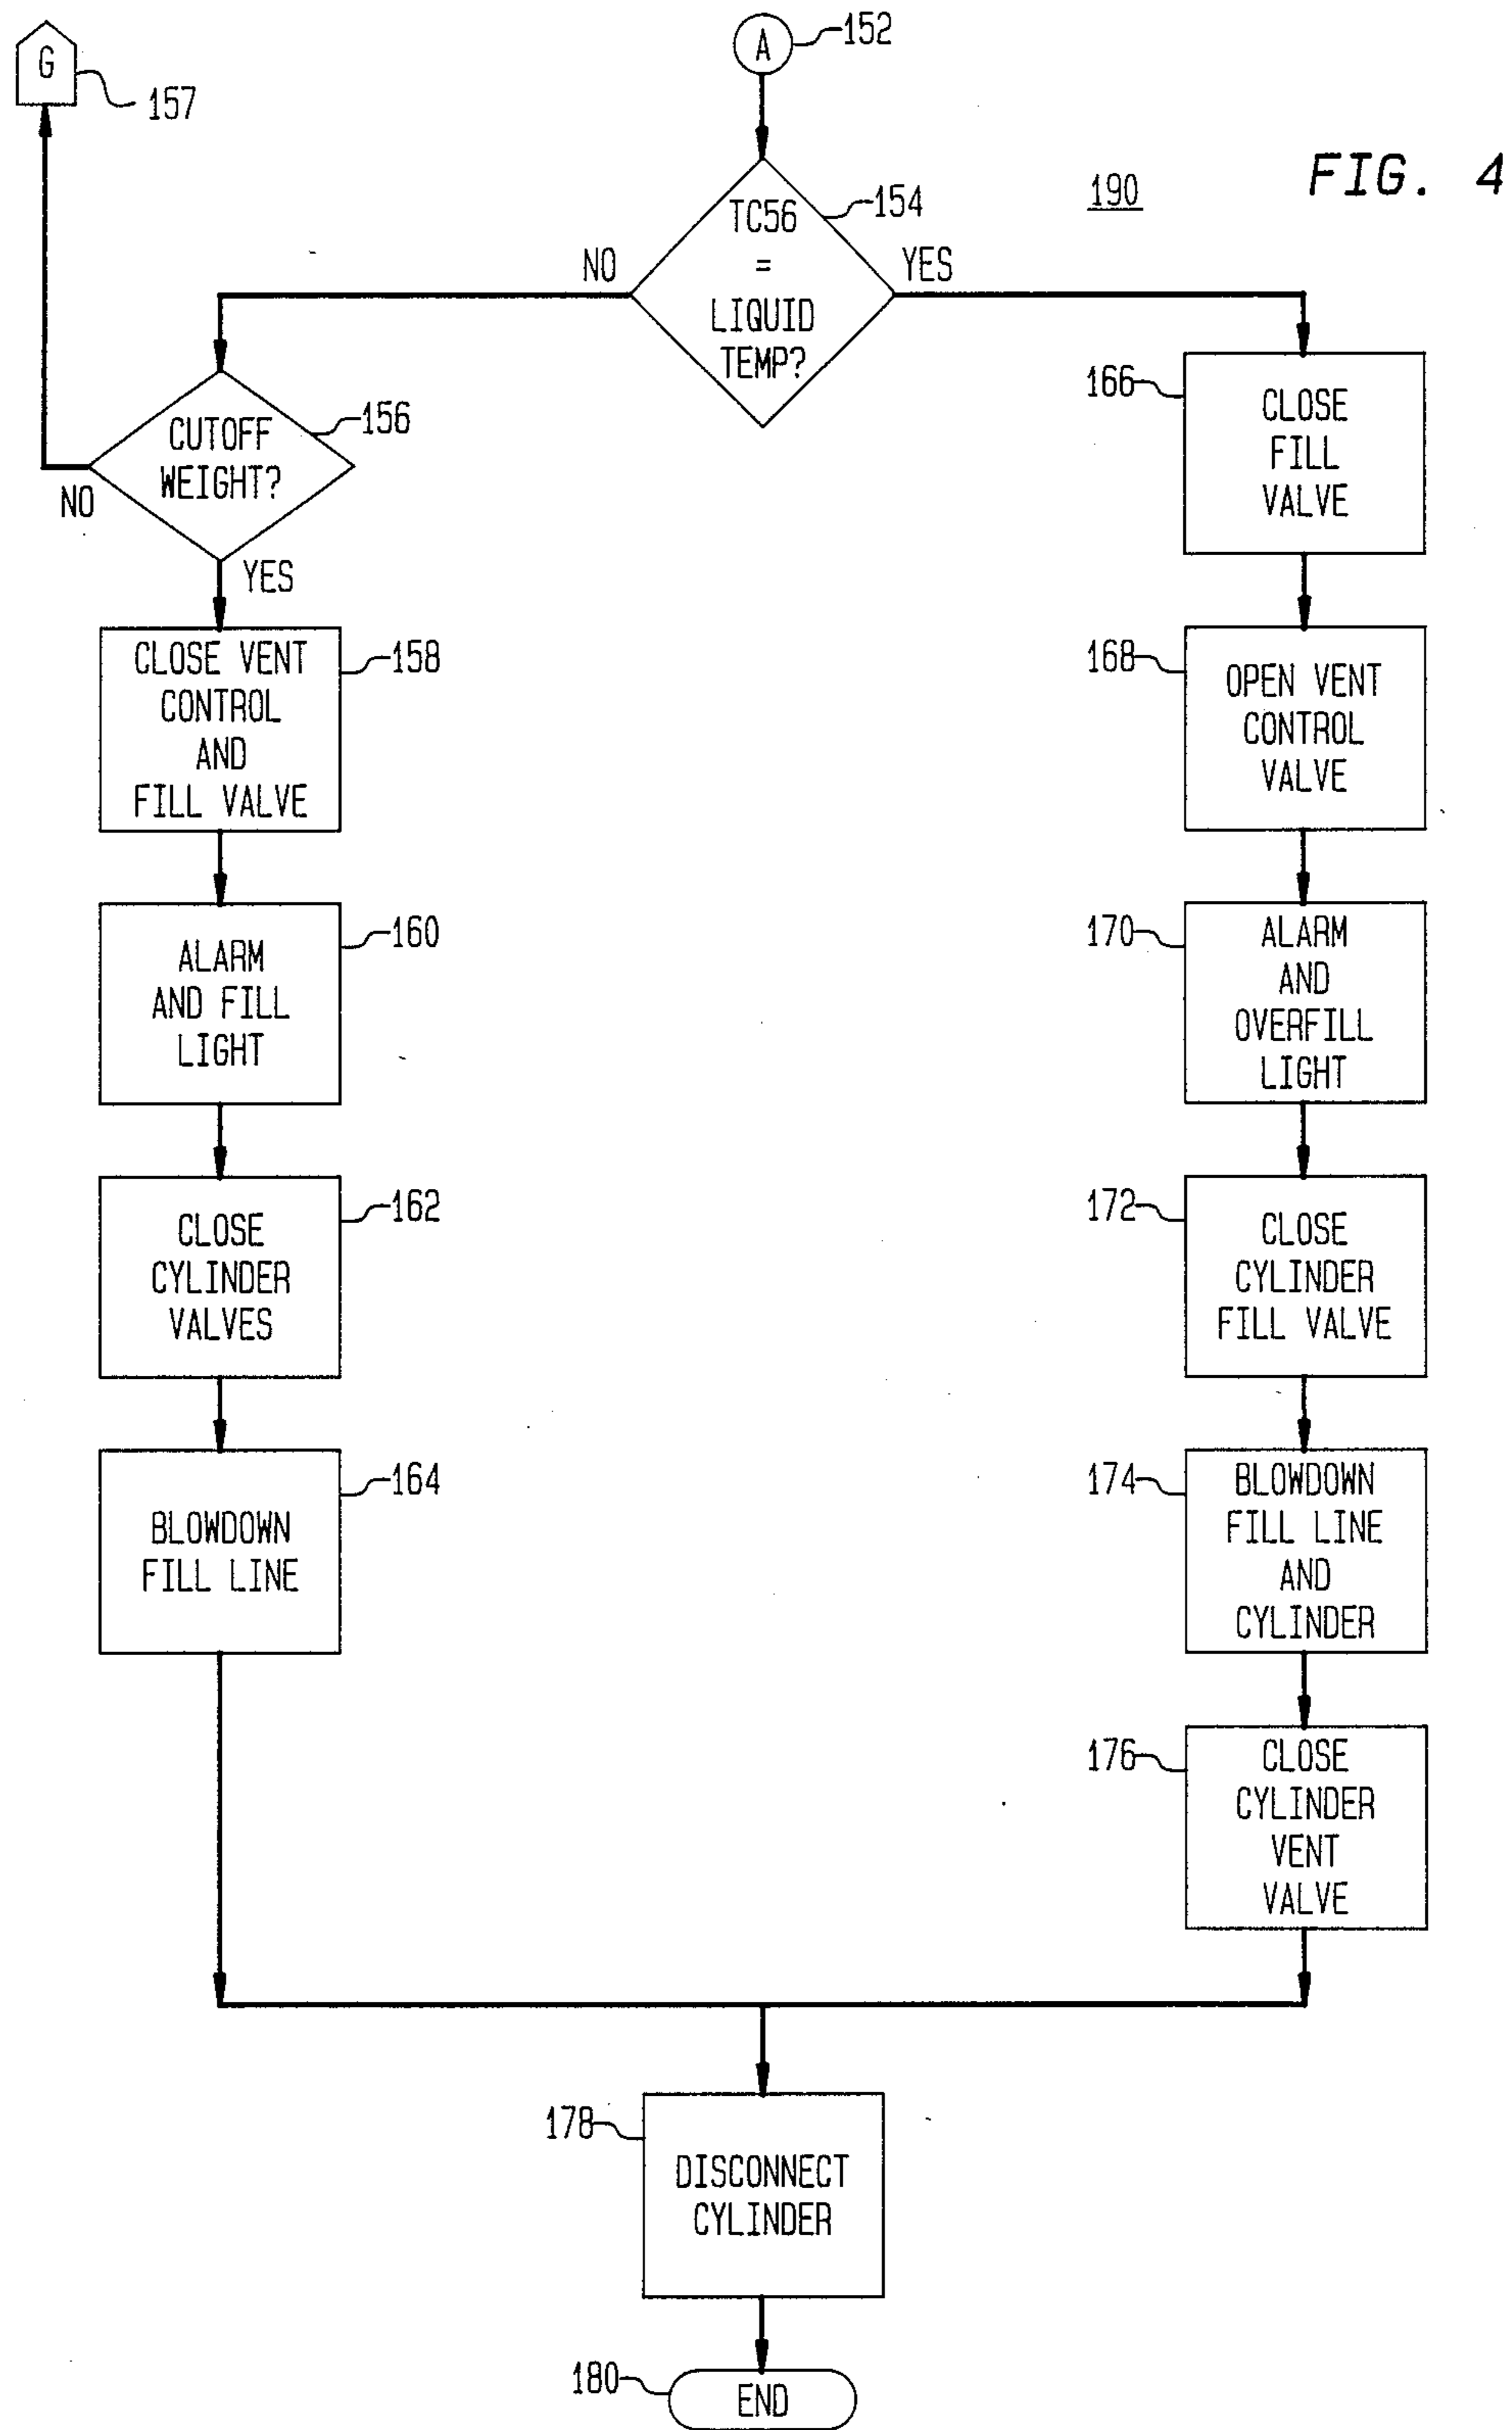 G
157
A
152
FIG. 4
190
TC56
=
LIQUID
TEMP?
154
NO
YES
CUTOFF
WEIGHT?
156
NO
YES
CLOSE VENT
CONTROL
AND
FILL VALVE
158
ALARM
AND FILL
LIGHT
160
CLOSE
CYLINDER
VALVES
162
BLOWDOWN
FILL LINE
164
166
CLOSE
FILL
VALVE
168
OPEN VENT
CONTROL
VALVE
170
ALARM
AND
OVERFILL
LIGHT
172
CLOSE
CYLINDER
FILL VALVE
174
BLOWDOWN
FILL LINE
AND
CYLINDER
176
CLOSE
CYLINDER
VENT
VALVE
178
DISCONNECT
CYLINDER
180
END